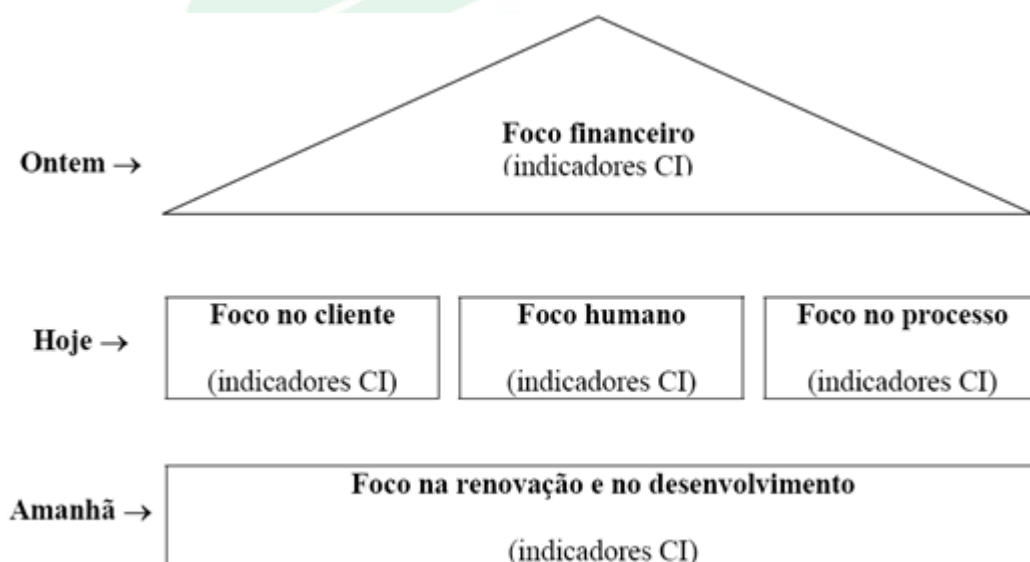 Foco financeiro
Ontem → (indicadores CI)
Hoje →
Foco no cliente
(indicadores CI)
Foco humano
(indicadores CI)
Foco no processo
(indicadores CI)
Amanhã →
Foco na renovação e no desenvolvimento
(indicadores CI)